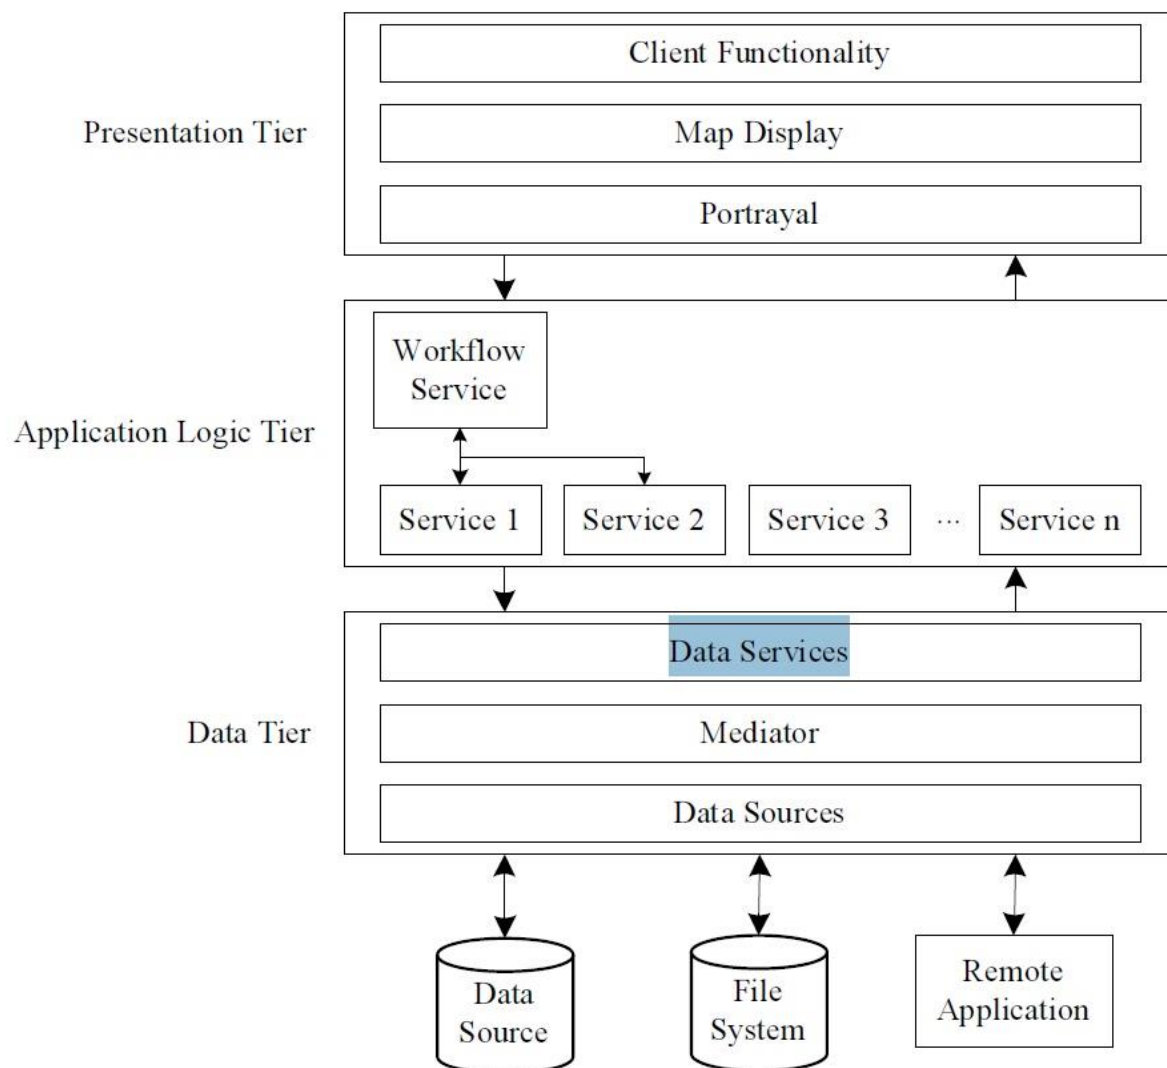 Client Functionality
Presentation Tier
Map Display
Portrayal
Workflow
Service
Application Logic Tier
Service 1
Service 2
Service 3
...
Service n
Data Services
Data Tier
Mediator
Data Sources
Data
Source
File
System
Remote
Application